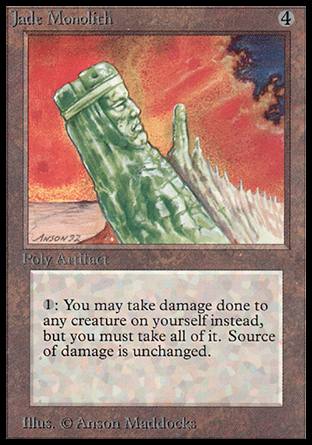 Jade Monolith 4
ANSON 92
Poly Artifact
1: You may take damage done to
any creature on yourself instead,
but you must take all of it. Source
of damage is unchanged.
Illus. © Anson Maddocks